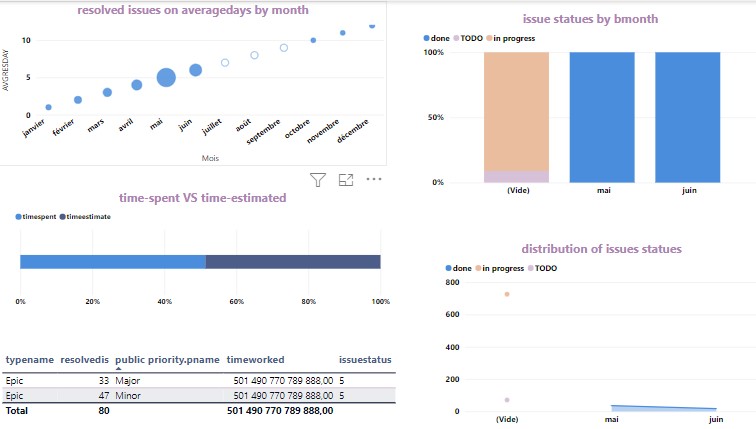 resolved issues on averagedays by month
AVGRESDAY
10
5
0
janvier février mars avril mai juin juillet août septembre octobre novembre décembre
Mois
issue statues by bmonth
done TODO in progress
100%
50%
0%
(Vide) mai juin
time-spent VS time-estimated
timespent timeestimate
0% 20% 40% 60% 80% 100%
distribution of issues statues
done in progress TODO
800
600
400
200
0
(Vide) mai juin
typename resolvedis public priority.pname timeworked issuestatus
Epic 33 Major 501 490 770 789 888,00 5
Epic 47 Minor 501 490 770 789 888,00 5
Total 80 501 490 770 789 888,00